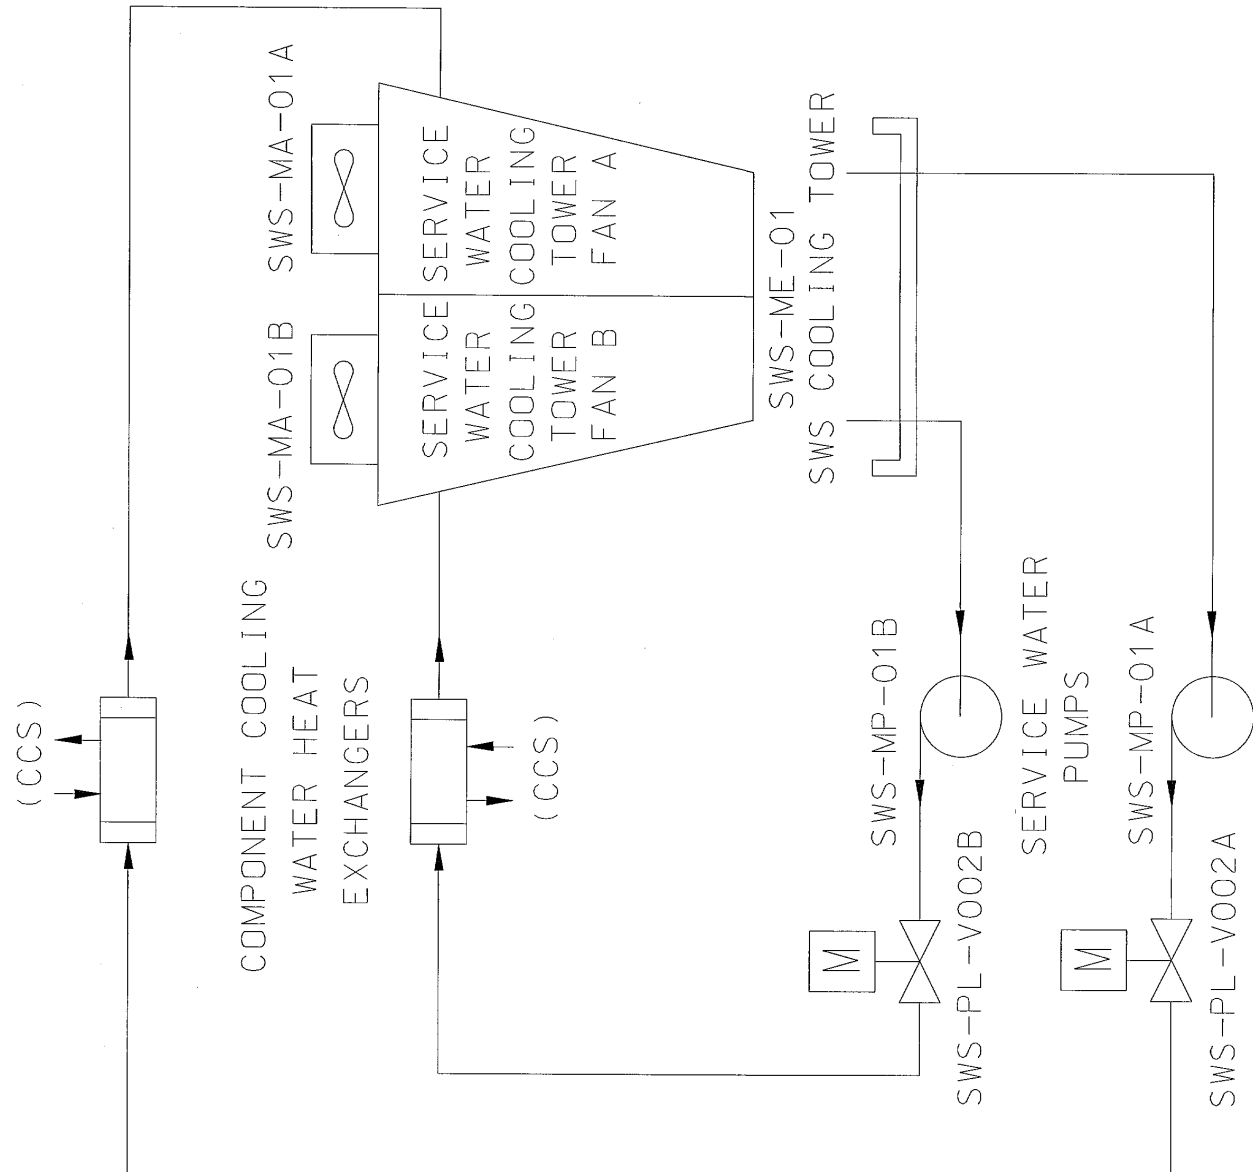 (CCS)
COMPONENT COOLING
WATER HEAT
EXCHANGERS
(CCS)
SWS-MA-01B
SWS-MA-01A
SERVICE
WATER
COOLING
TOWER
FAN B
SERVICE
WATER
COOLING
TOWER
FAN A
SWS-ME-01
SWS COOLING TOWER
M
SWS-PL-V002B
SWS-MP-01B
SERVICE WATER
PUMPS
M
SWS-PL-V002A
SWS-MP-01A